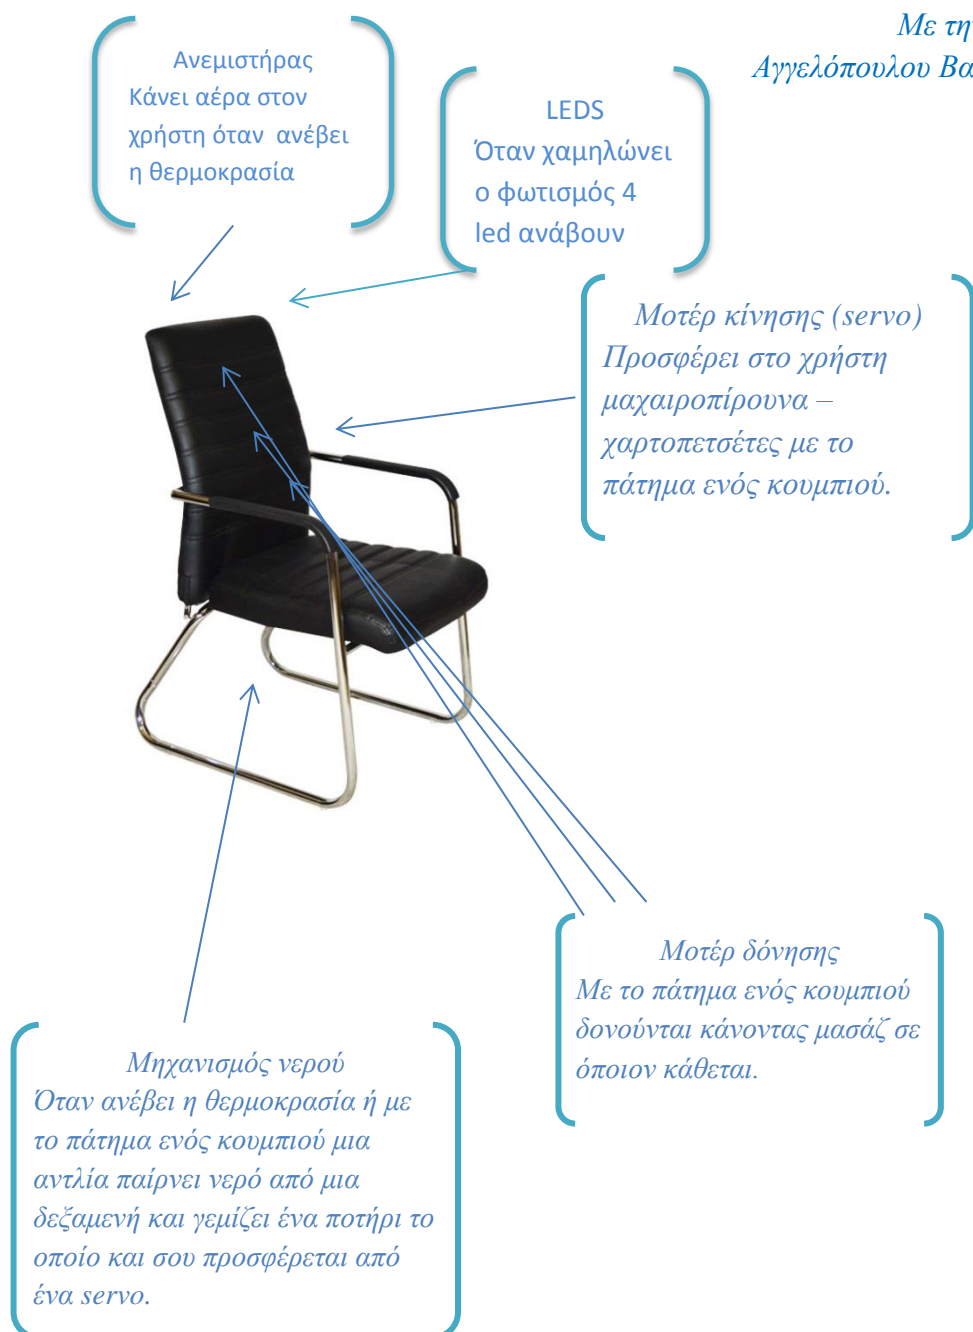 Με τη
Αγγελόπουλου
Ανεμιστήρας
Κάνει αέρα στον
χρήστη όταν ανέβει
η θερμοκρασία
LEDS
Όταν χαμηλώνει
ο φωτισμός 4
led ανάβουν
Μοτέρ κίνησης (servo)
Προσφέρει στο χρήστη
μαχαιροπίρουνα –
χαρτοπετσέτες με το
πάτημα ενός κουμπιού.
Μοτέρ δόνησης
Με το πάτημα ενός κουμπιού
δονούνται κάνοντας μασάζ σε
όποιον κάθεται.
Μηχανισμός νερού
Όταν ανέβει η θερμοκρασία ή με
το πάτημα ενός κουμπιού μια
αντλία παίρνει νερό από μια
δεξαμενή και γεμίζει ένα ποτήρι το
οποίο και σου προσφέρεται από
ένα servo.